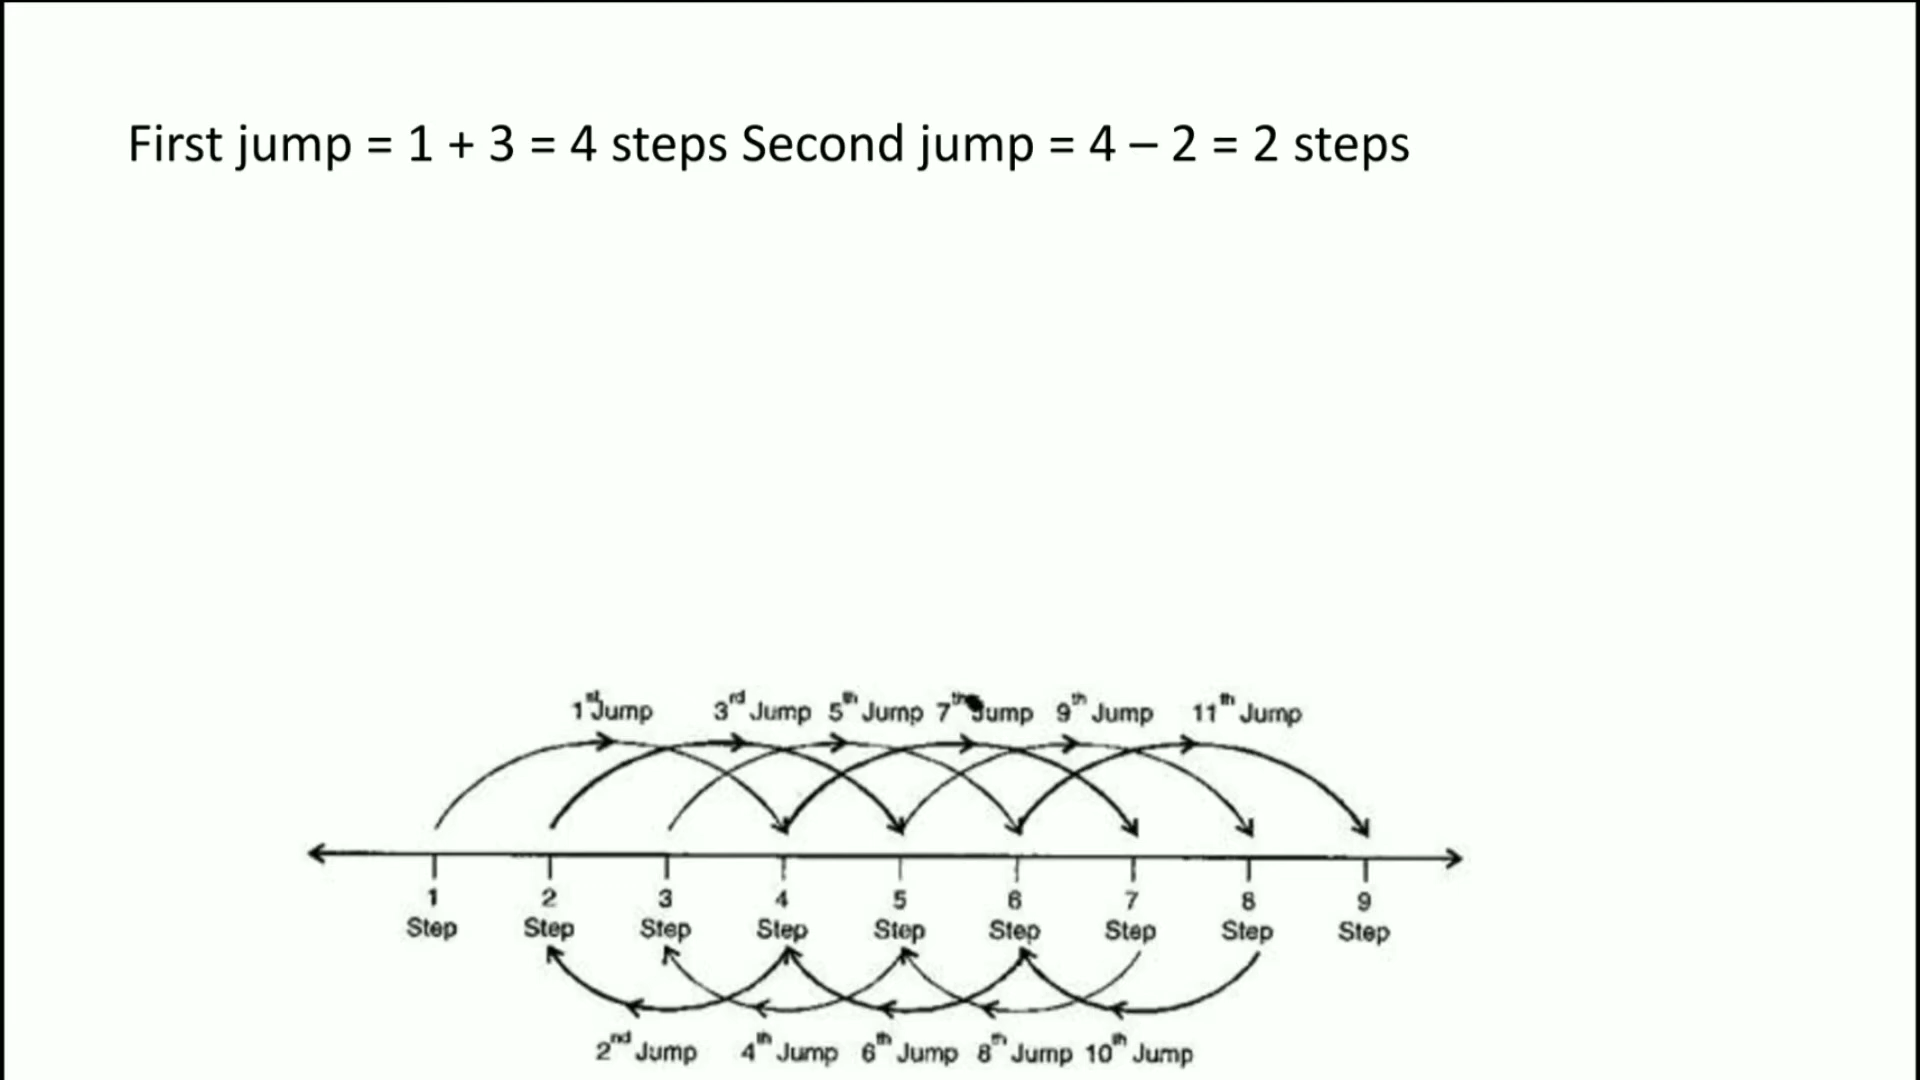 First jump = 1 + 3 = 4 steps Second jump = 4 – 2 = 2 steps
1st Jump 3rd Jump 5th Jump 7th Jump 9th Jump 11th Jump
1 2 3 4 5 6 7 8 9
Step Step Step Step Step Step Step Step Step
2nd Jump 4th Jump 6th Jump 8th Jump 10th Jump